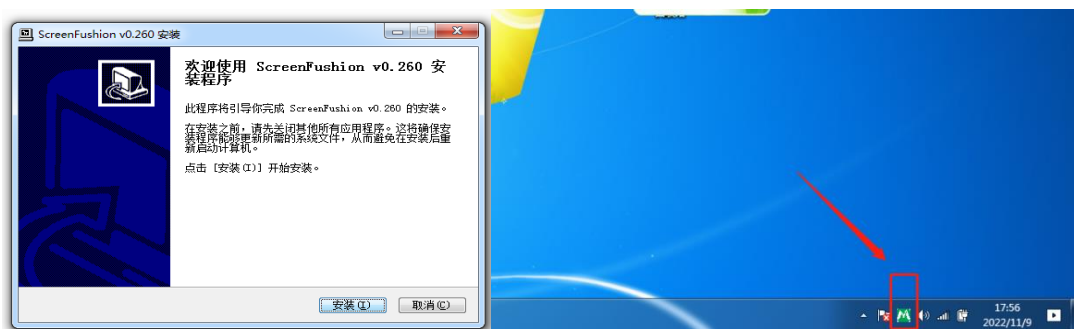 ScreenFushion v0.260 安装
欢迎使用 ScreenFushion v0.260 安
装程序
此程序将引导你完成 ScreenFushion v0.260 的安装。
在安装之前，请先关闭其他所有应用程序。这将确保安
装程序能够更新所需的系统文件，从而避免在安装后重
新启动计算机。
点击 [安装(I)] 开始安装。
安装(I)
取消(C)
17:56
2022/11/9